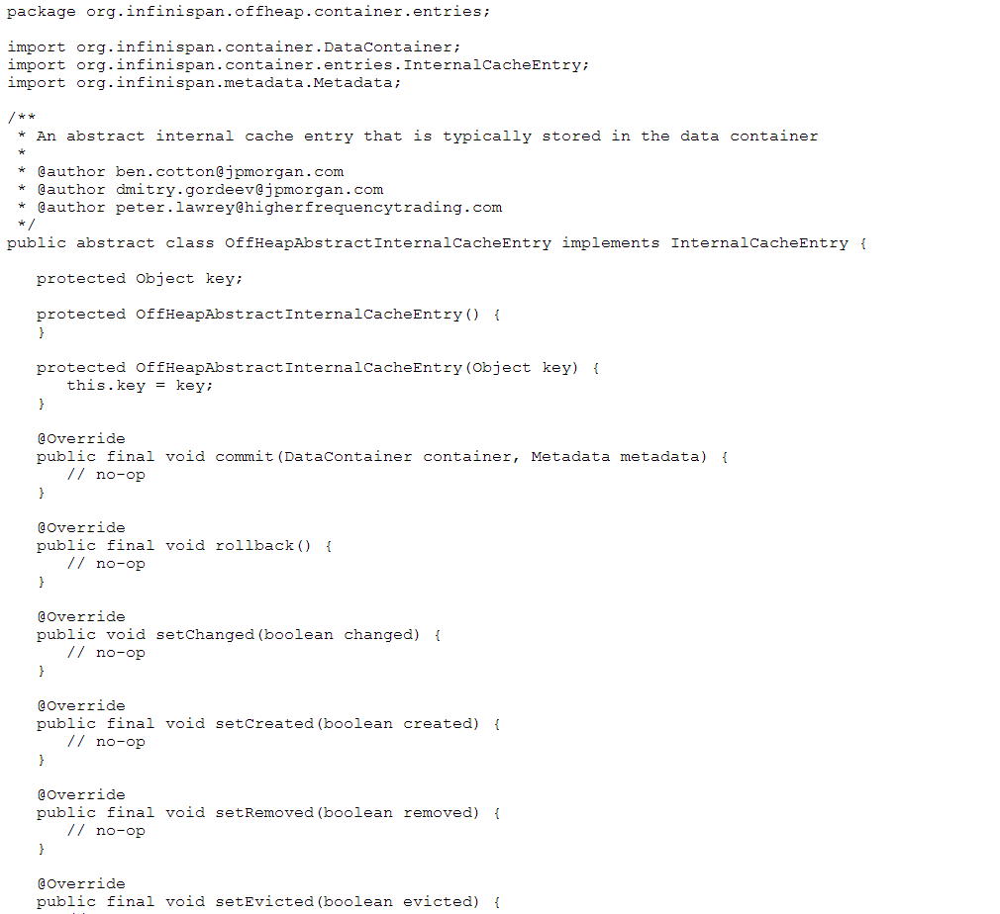 package org.infinispan.offheap.container.entries;

import org.infinispan.container.DataContainer;
import org.infinispan.container.entries.InternalCacheEntry;
import org.infinispan.metadata.Metadata;

/**
 * An abstract internal cache entry that is typically stored in the data container
 *
 * @author ben.cotton@jpmorgan.com
 * @author dmitry.gordeev@jpmorgan.com
 * @author peter.lawrey@higherfrequencytrading.com
 */
public abstract class OffHeapAbstractInternalCacheEntry implements InternalCacheEntry {

   protected Object key;

   protected OffHeapAbstractInternalCacheEntry() {
   }

   protected OffHeapAbstractInternalCacheEntry(Object key) {
      this.key = key;
   }

   @Override
   public final void commit(DataContainer container, Metadata metadata) {
      // no-op
   }

   @Override
   public final void rollback() {
      // no-op
   }

   @Override
   public void setChanged(boolean changed) {
      // no-op
   }

   @Override
   public final void setCreated(boolean created) {
      // no-op
   }

   @Override
   public final void setRemoved(boolean removed) {
      // no-op
   }

   @Override
   public final void setEvicted(boolean evicted) {